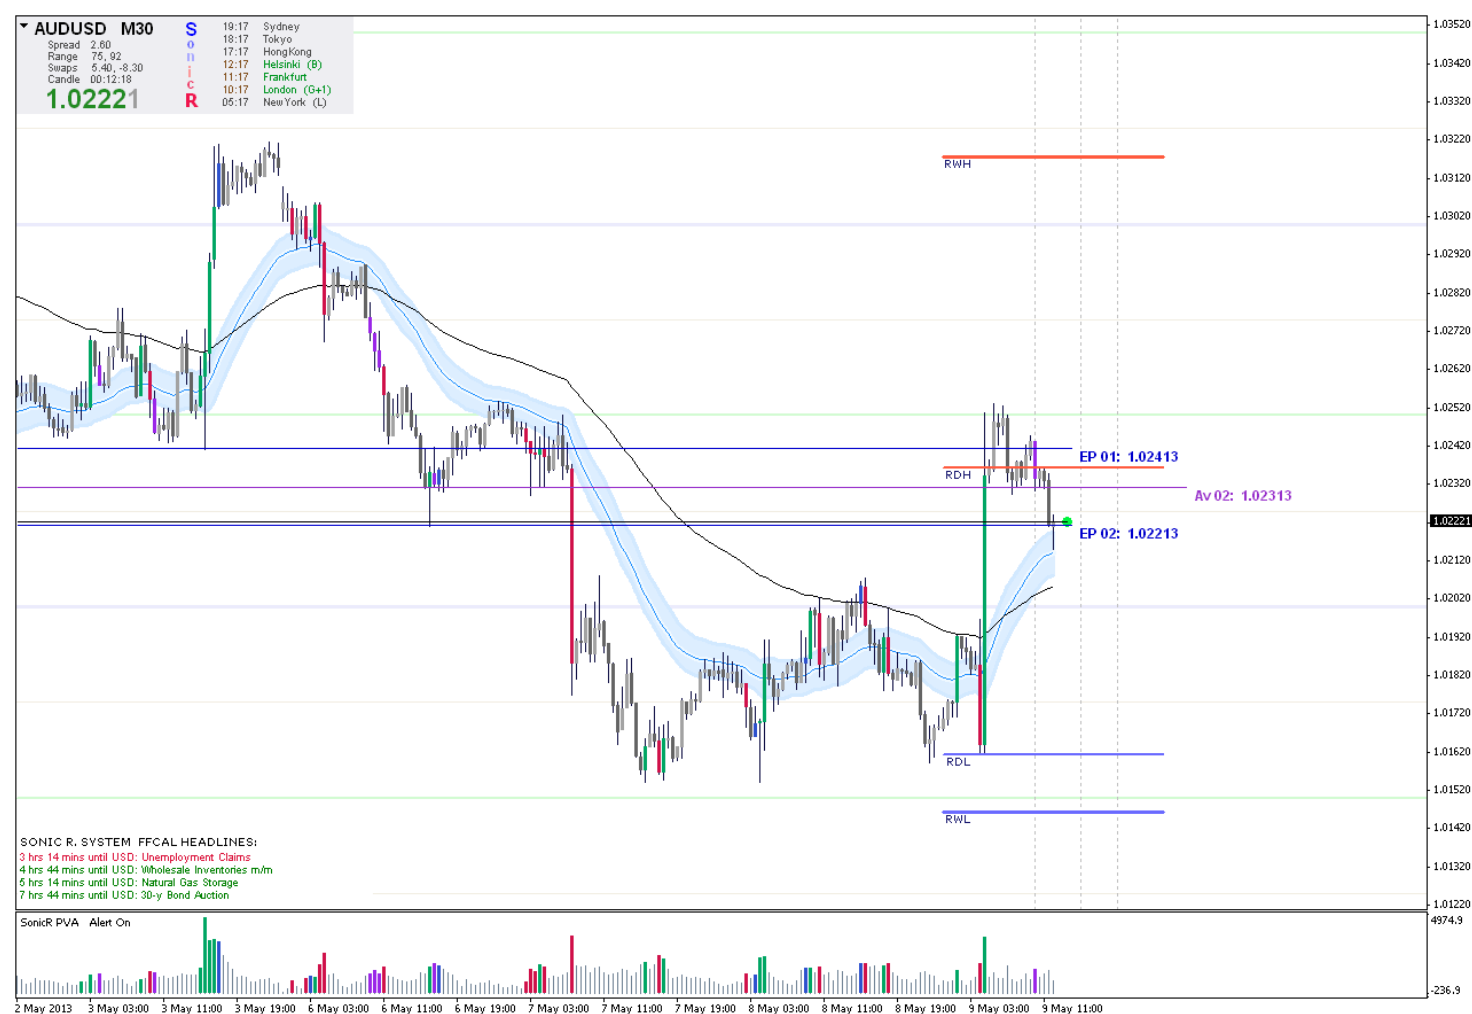 AUDUSD M30
Spread 2.60
Range 75, 92
Swaps 5.40, -8.30
Candle 00:12:18
1.02221
S
o
n
i
c
R
19:17 Sydney
18:17 Tokyo
17:17 HongKong
12:17 Helsinki (B)
11:17 Frankfurt
10:17 London (G+1)
05:17 NewYork (L)
RWH
EP 01: 1.02413
RDH
Av 02: 1.02313
EP 02: 1.02213
RDL
RWL
1.03520
1.03420
1.03320
1.03220
1.03120
1.03020
1.02920
1.02820
1.02720
1.02620
1.02520
1.02420
1.02320
1.02221
1.02120
1.02020
1.01920
1.01820
1.01720
1.01620
1.01520
1.01420
1.01320
1.01220
SONIC R. SYSTEM FFCAL HEADLINES:
3 hrs 14 mins until USD: Unemployment Claims
4 hrs 44 mins until USD: Wholesale Inventories m/m
5 hrs 14 mins until USD: Natural Gas Storage
7 hrs 44 mins until USD: 30-y Bond Auction
SonicR PVA Alert On
4974.9
-236.9
2 May 2013 3 May 03:00 3 May 11:00 3 May 19:00 6 May 03:00 6 May 11:00 6 May 19:00 7 May 03:00 7 May 11:00 7 May 19:00 8 May 03:00 8 May 11:00 8 May 19:00 9 May 03:00 9 May 11:00